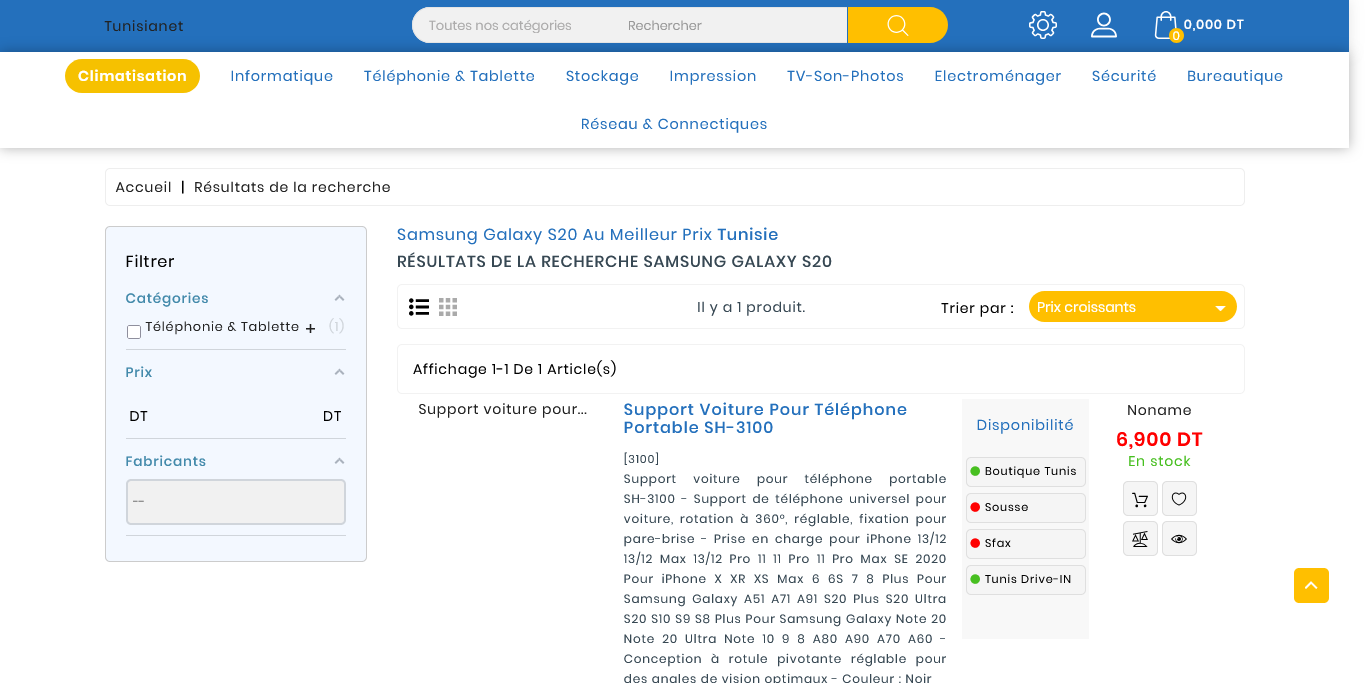 Tunisianet
Toutes nos catégories
Rechercher
0
0,000 DT
Climatisation
Informatique
Téléphonie & Tablette
Stockage
Impression
TV-Son-Photos
Electroménager
Sécurité
Bureautique
Réseau & Connectiques
Accueil | Résultats de la recherche
Filtrer
Catégories
Téléphonie & Tablette + (1)
Prix
DT DT
Fabricants
--
Samsung Galaxy S20 Au Meilleur Prix Tunisie
RÉSULTATS DE LA RECHERCHE SAMSUNG GALAXY S20
Il y a 1 produit.
Trier par :
Prix croissants
Affichage 1-1 De 1 Article(s)
Support voiture pour...
Support Voiture Pour Téléphone
Portable SH-3100
[3100]
Support voiture pour téléphone portable
SH-3100 - Support de téléphone universel pour
voiture, rotation à 360°, réglable, fixation pour
pare-brise - Prise en charge pour iPhone 13/12
13/12 Max 13/12 Pro 11 11 Pro 11 Pro Max SE 2020
Pour iPhone X XR XS Max 6 6S 7 8 Plus Pour
Samsung Galaxy A51 A71 A91 S20 Plus S20 Ultra
S20 S10 S9 S8 Plus Pour Samsung Galaxy Note 20
Note 20 Ultra Note 10 9 8 A80 A90 A70 A60 -
Conception à rotule pivotante réglable pour
des angles de vision optimaux - Couleur : Noir
Disponibilité
Boutique Tunis
Sousse
Sfax
Tunis Drive-IN
Noname
6,900 DT
En stock